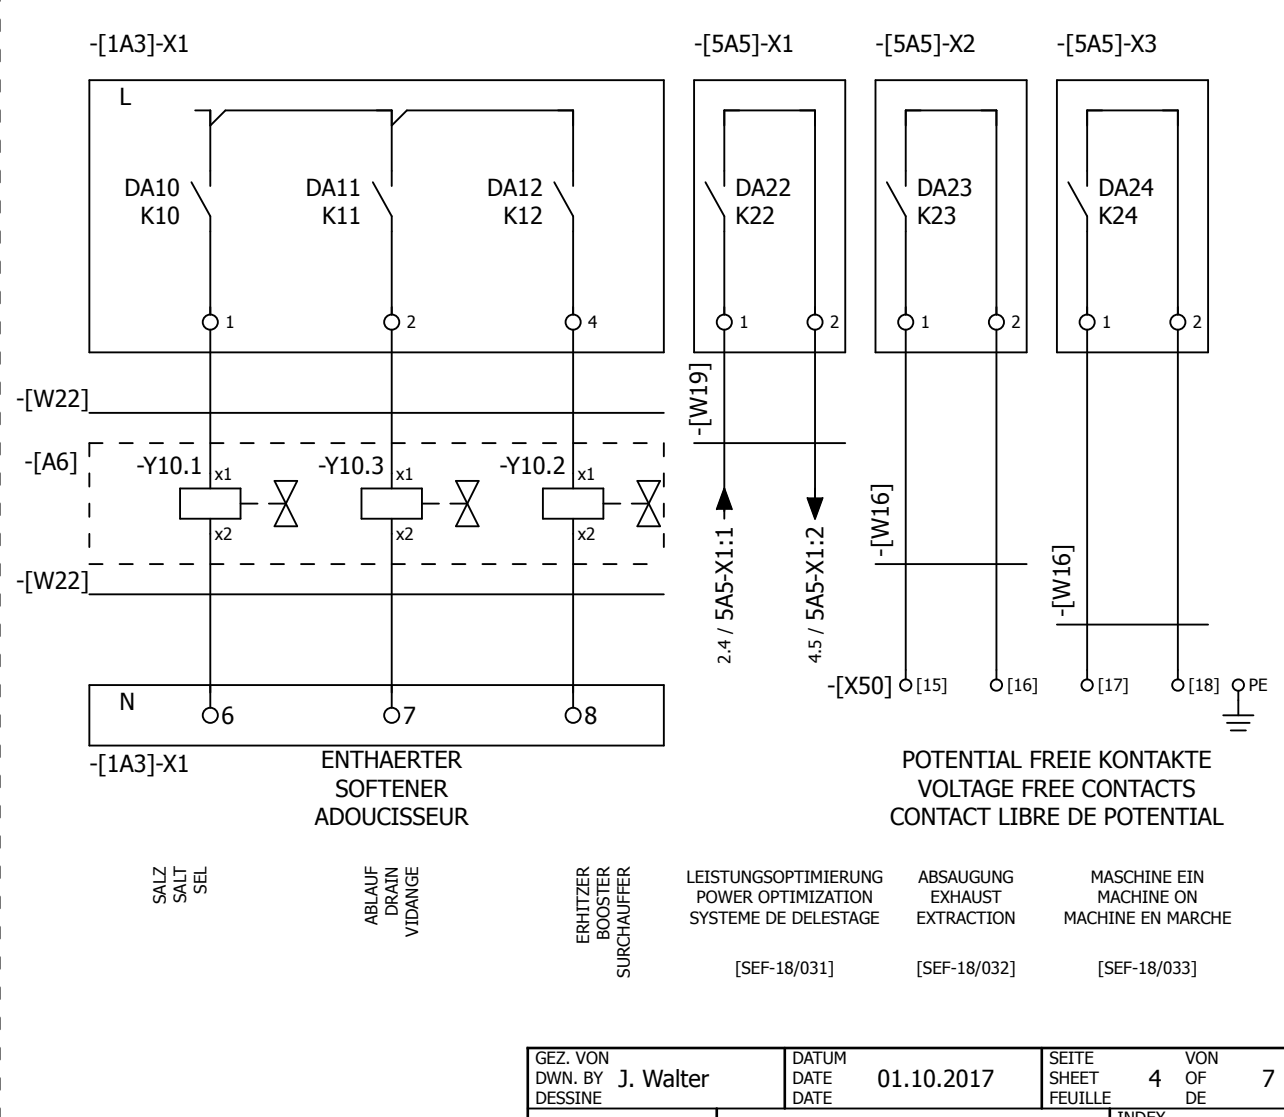 -[1A3]-X1
-[5A5]-X1
-[5A5]-X2
-[5A5]-X3
L
DA10
K10
DA11
K11
DA12
K12
DA22
K22
DA23
K23
DA24
K24
1
2
4
1
2
1
2
1
2
-[W22]
-[W19]
-[A6]
-Y10.1
x1
x2
-Y10.3
x1
x2
-Y10.2
x1
x2
-[W16]
-[W16]
-[W22]
2.4 / 5A5-X1:1
4.5 / 5A5-X1:2
-[X50]
[15]
[16]
[17]
[18]
PE
N
6
7
8
-[1A3]-X1
ENTHAERTER
SOFTENER
ADOUCISSEUR
POTENTIAL FREIE KONTAKTE
VOLTAGE FREE CONTACTS
CONTACT LIBRE DE POTENTIAL
SALZ
SALT
SEL
ABLAUF
DRAIN
VIDANGE
ERHITZER
BOOSTER
SURCHAUFFER
LEISTUNGSOPTIMIERUNG
POWER OPTIMIZATION
SYSTEME DE DELESTAGE
[SEF-18/031]
ABSAUGUNG
EXHAUST
EXTRACTION
[SEF-18/032]
MASCHINE EIN
MACHINE ON
MACHINE EN MARCHE
[SEF-18/033]
GEZ. VON
DWN. BY J. Walter
DESSINE
DATUM
DATE 01.10.2017
DATE
SEITE VON
SHEET 4 OF 7
FEUILLE DE
INDEX